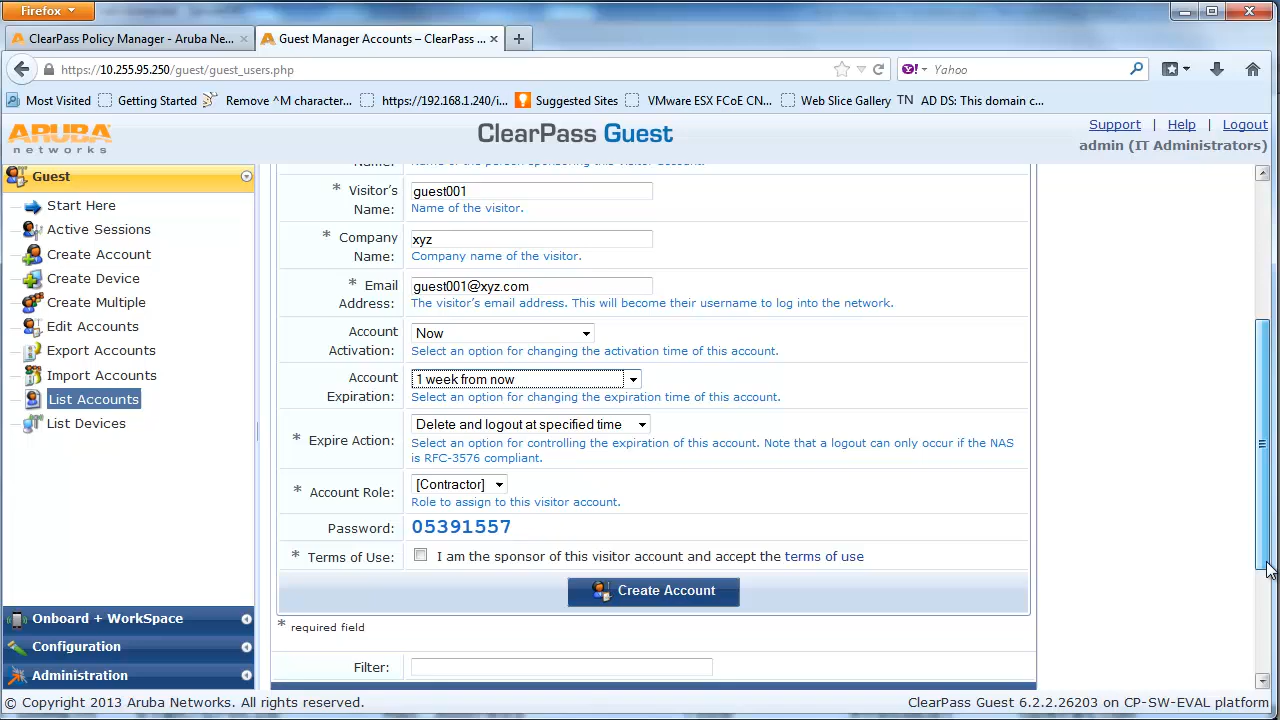 Firefox
ClearPass Policy Manager - Aruba Ne...
Guest Manager Accounts – ClearPass ...
https://10.255.95.250/guest/guest_users.php
Yahoo
Most Visited
Getting Started
Remove ^M character...
https://192.168.1.240/i...
Suggested Sites
VMware ESX FCoE CN...
Web Slice Gallery
TN AD DS: This domain c...
ARUBA
networks
ClearPass Guest
Support | Help | Logout
admin (IT Administrators)
Guest
Start Here
Active Sessions
Create Account
Create Device
Create Multiple
Edit Accounts
Export Accounts
Import Accounts
List Accounts
List Devices
Onboard + WorkSpace
Configuration
Administration
* Visitor's Name:
guest001
Name of the visitor.
* Company Name:
xyz
Company name of the visitor.
* Email Address:
guest001@xyz.com
The visitor's email address. This will become their username to log into the network.
Account Activation:
Now
Select an option for changing the activation time of this account.
Account Expiration:
1 week from now
Select an option for changing the expiration time of this account.
* Expire Action:
Delete and logout at specified time
Select an option for controlling the expiration of this account. Note that a logout can only occur if the NAS
is RFC-3576 compliant.
* Account Role:
[Contractor]
Role to assign to this visitor account.
Password:
05391557
* Terms of Use:
I am the sponsor of this visitor account and accept the terms of use
Create Account
* required field
Filter:
© Copyright 2013 Aruba Networks. All rights reserved.
ClearPass Guest 6.2.2.26203 on CP-SW-EVAL platform